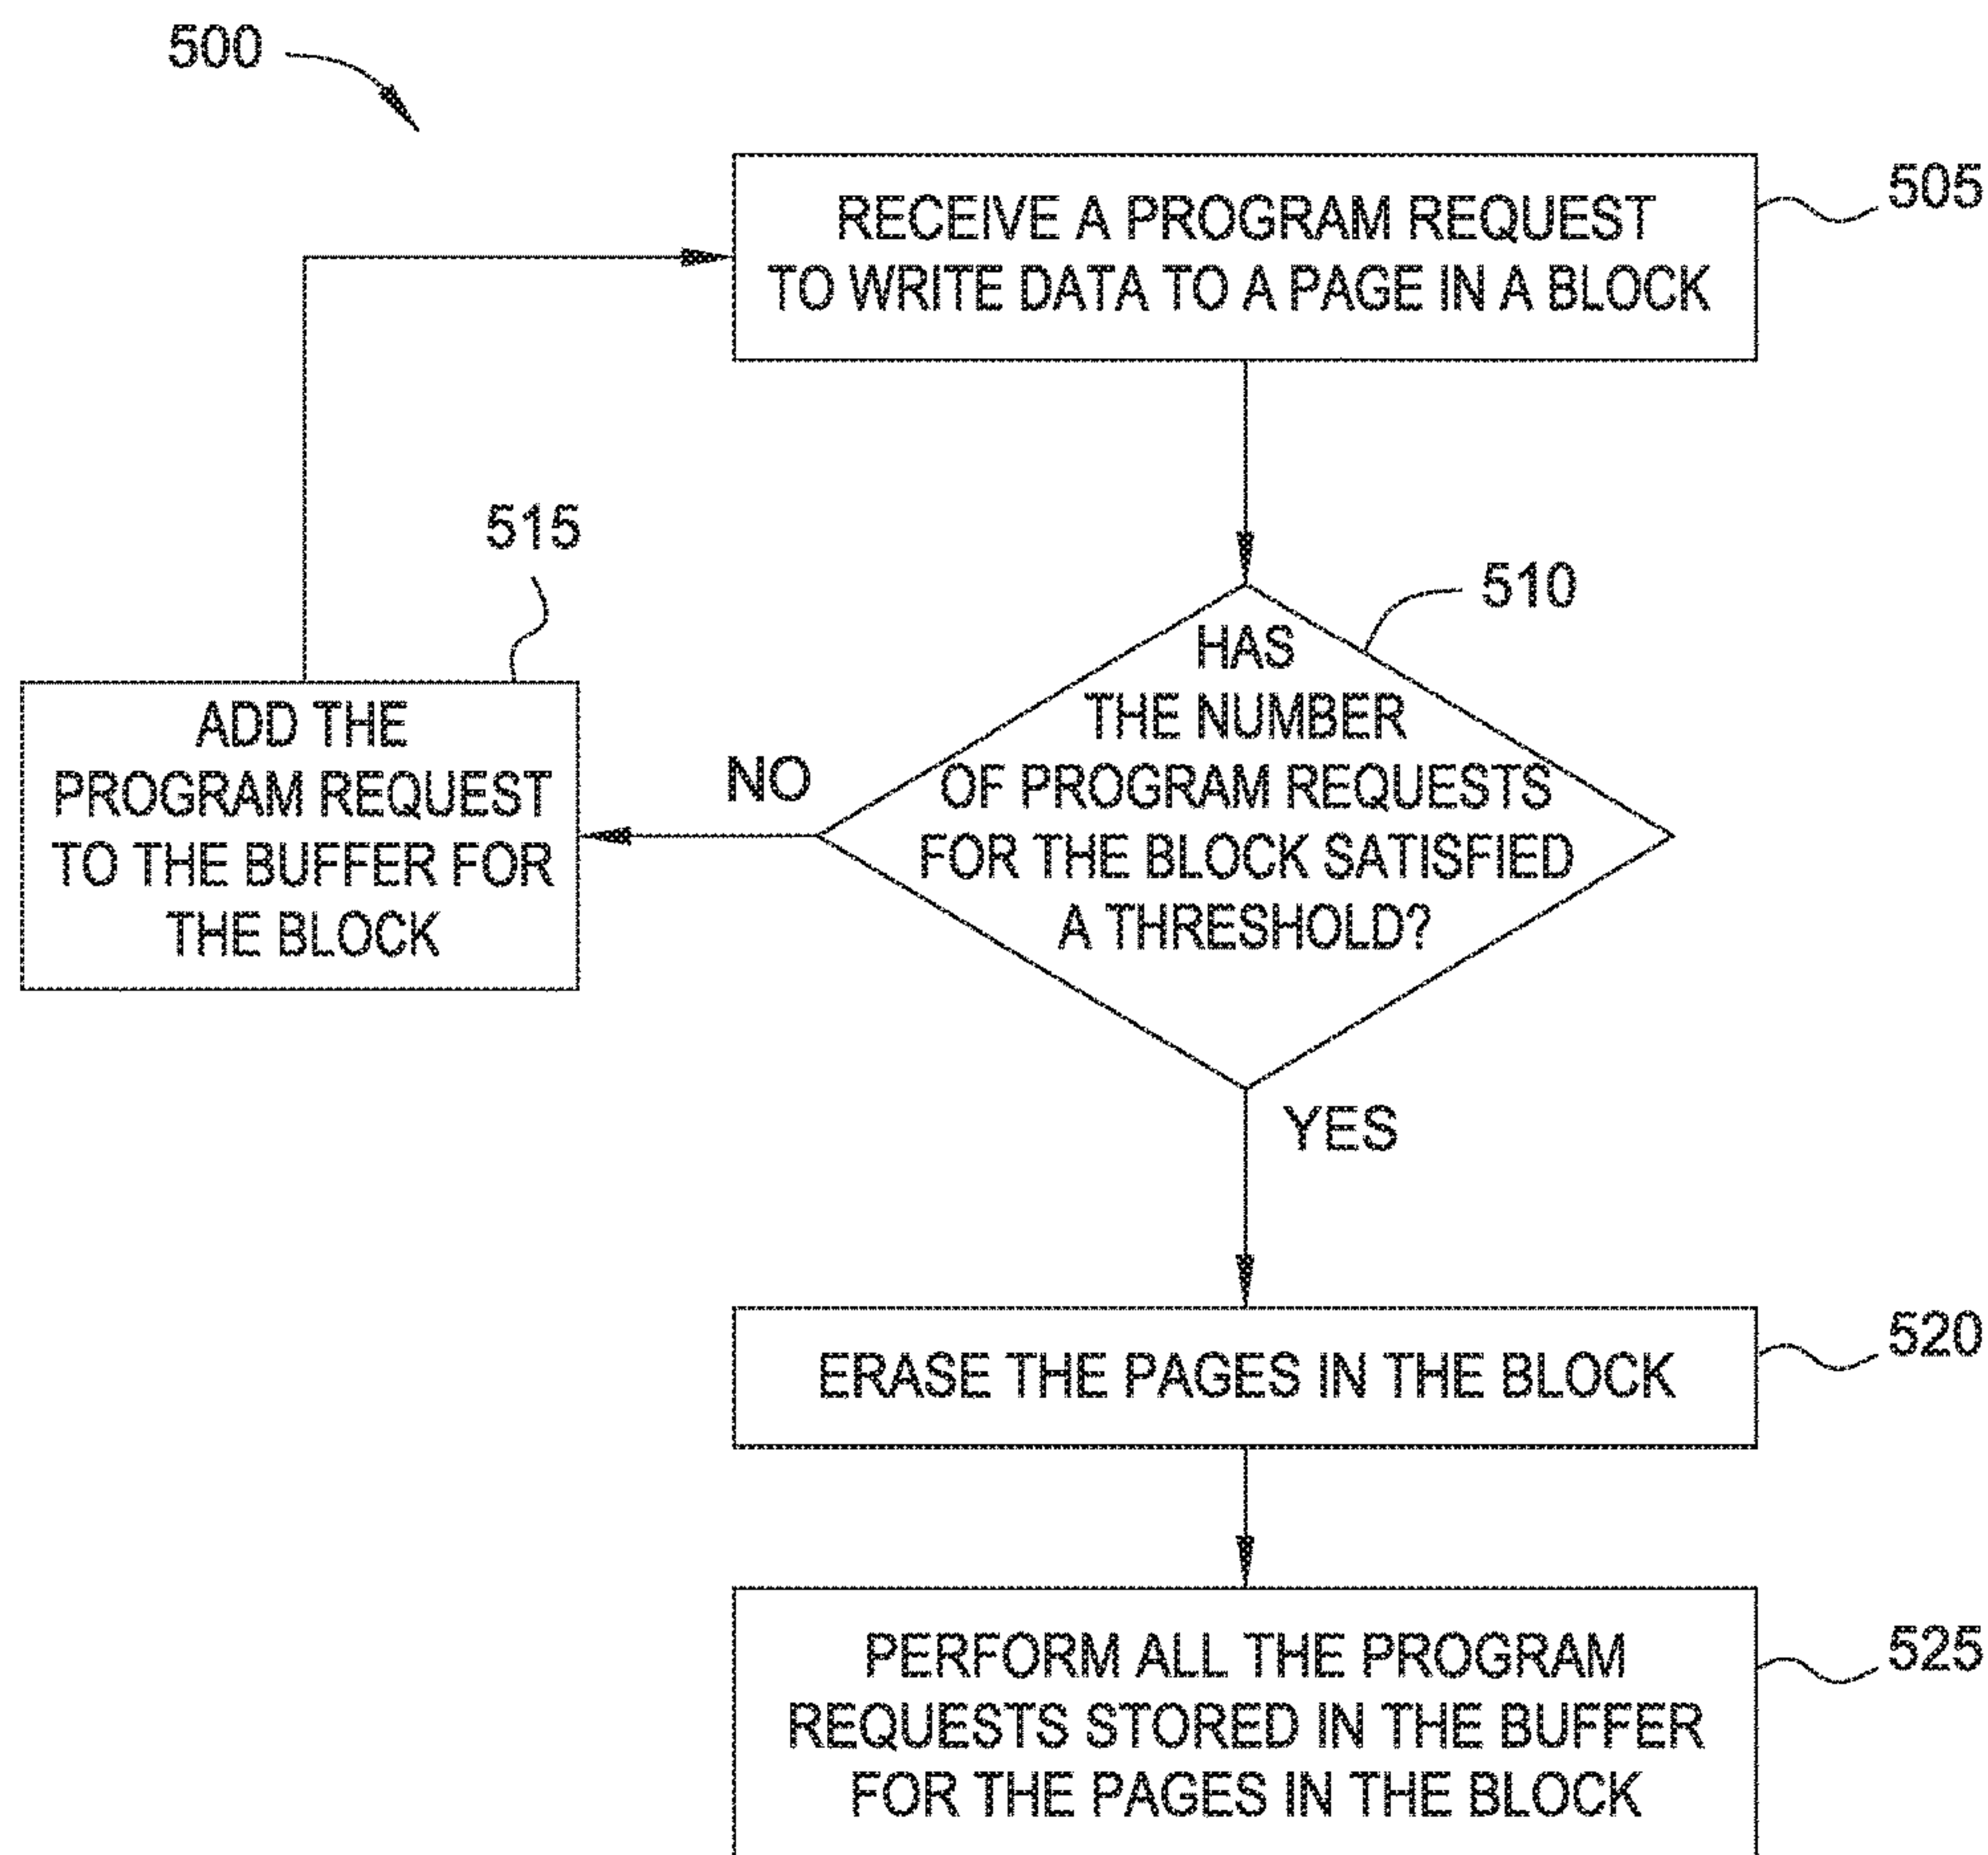 500
RECEIVE A PROGRAM REQUEST
TO WRITE DATA TO A PAGE IN A BLOCK
505
510
HAS
THE NUMBER
OF PROGRAM REQUESTS
FOR THE BLOCK SATISFIED
A THRESHOLD?
NO
515
ADD THE
PROGRAM REQUEST
TO THE BUFFER FOR
THE BLOCK
YES
ERASE THE PAGES IN THE BLOCK
520
PERFORM ALL THE PROGRAM
REQUESTS STORED IN THE BUFFER
FOR THE PAGES IN THE BLOCK
525